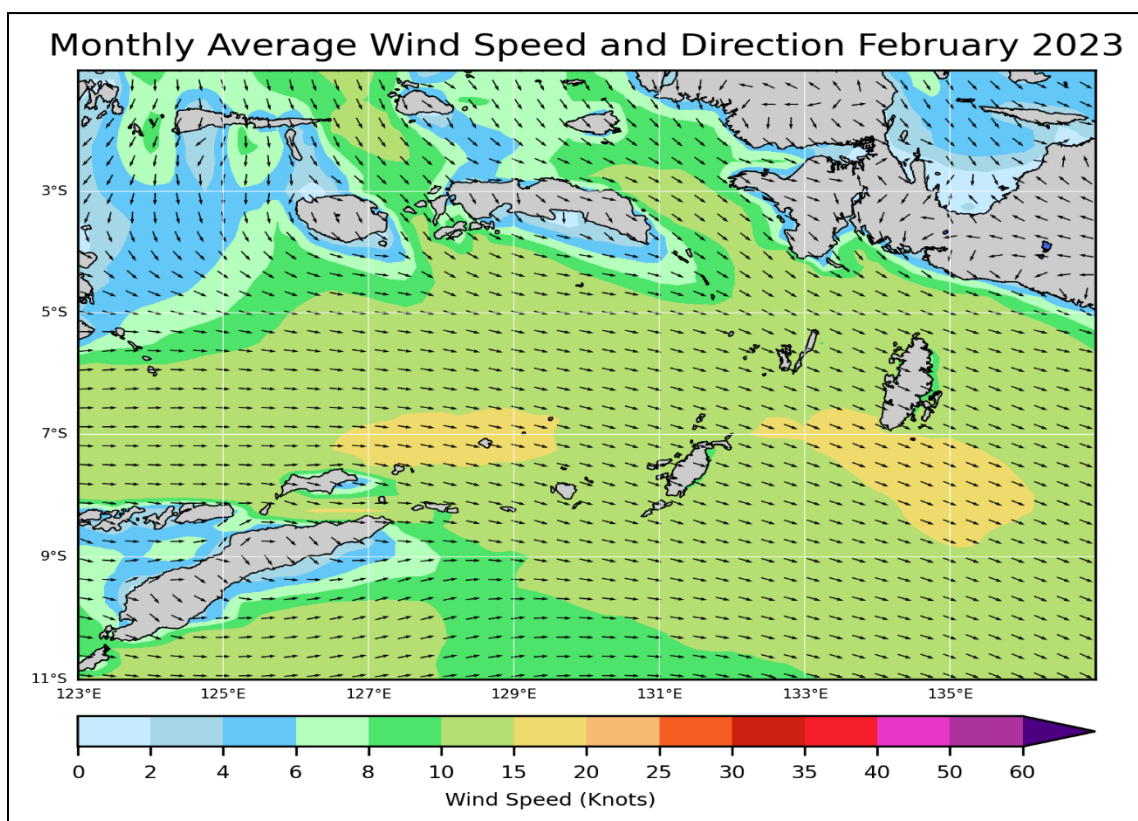 Monthly Average Wind Speed and Direction February 2023
3°S
5°S
7°S
9°S
11°S
123°E 125°E 127°E 129°E 131°E 133°E 135°E
0 2 4 6 8 10 15 20 25 30 35 40 50 60
Wind Speed (Knots)